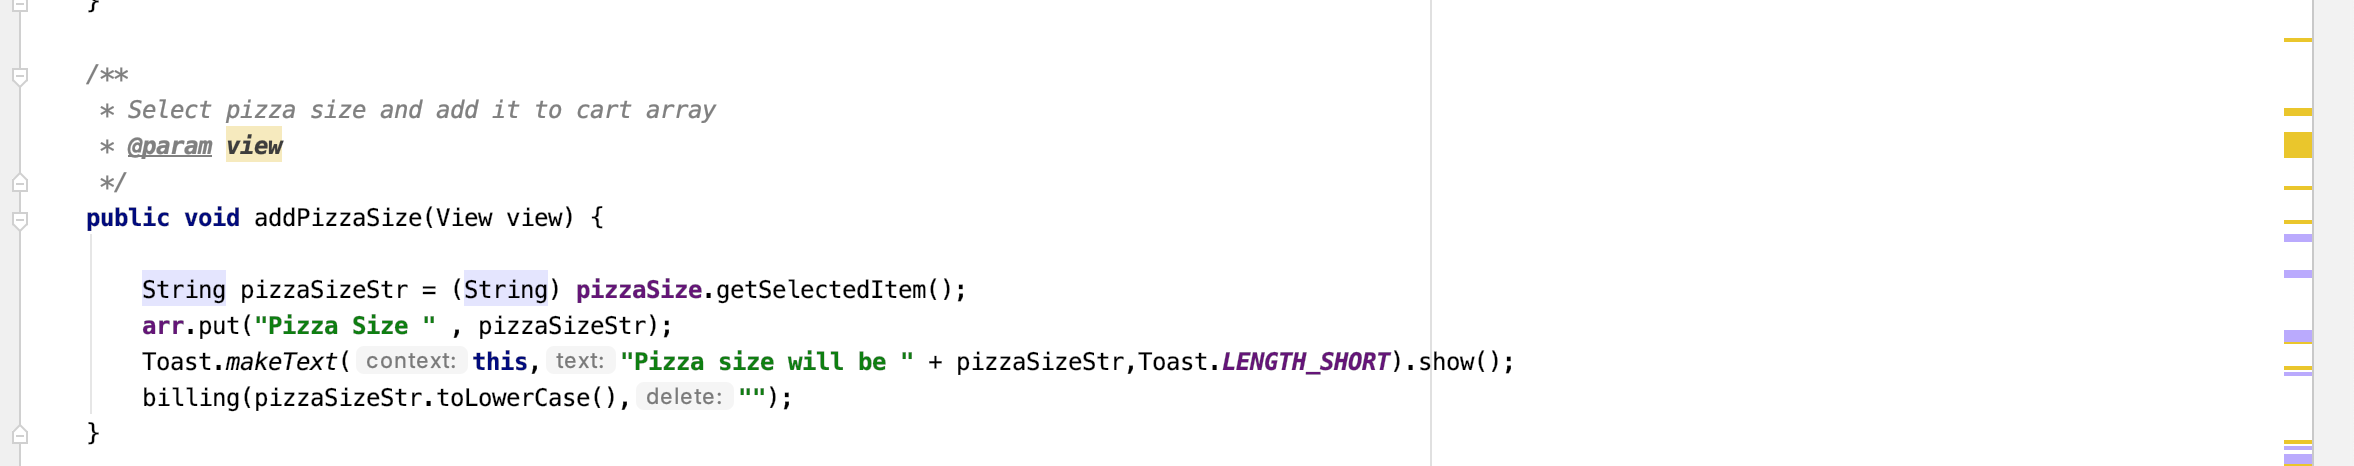 }
/**
* Select pizza size and add it to cart array
* @param view
*/
public void addPizzaSize(View view) {
String pizzaSizeStr = (String) pizzaSize.getSelectedItem();
arr.put("Pizza Size " , pizzaSizeStr);
Toast.makeText( context: this, text: "Pizza size will be " + pizzaSizeStr,Toast.LENGTH_SHORT).show();
billing(pizzaSizeStr.toLowerCase(), delete: "");
}